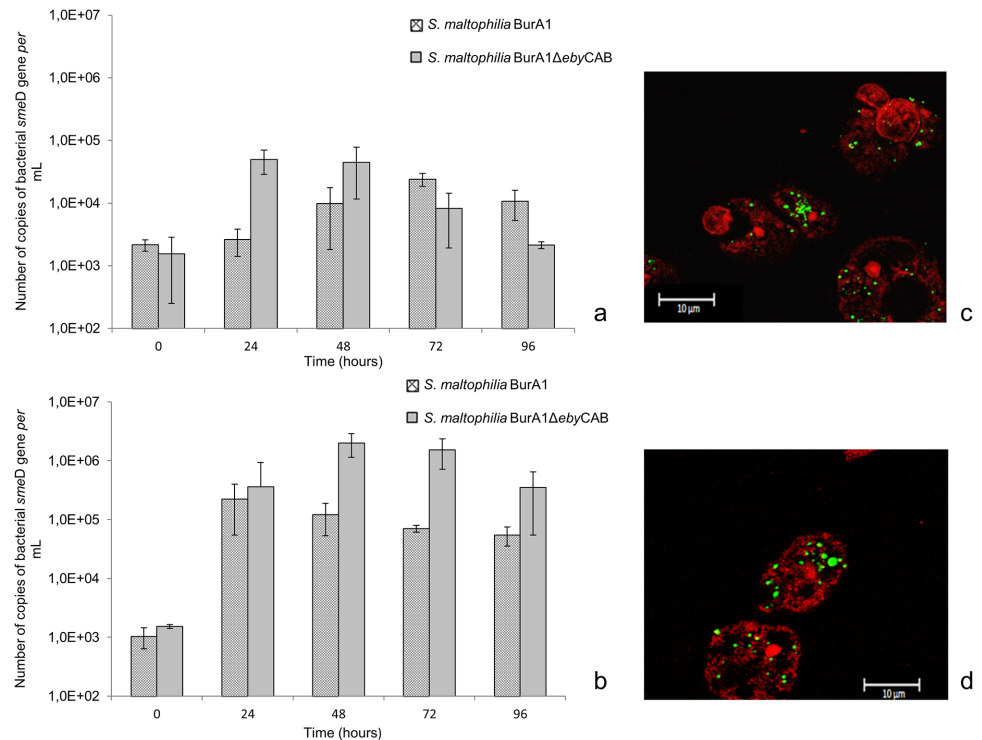 1,0E+07
1,0E+06
1,0E+05
1,0E+04
1,0E+03
1,0E+02
Number of copies of bacterial smeD gene per
mL
S. maltophilia BurA1
S. maltophilia BurA1ΔebyCAB
0 24 48 72 96
Time (hours)
a
10 µm
c
1,0E+07
1,0E+06
1,0E+05
1,0E+04
1,0E+03
1,0E+02
Number of copies of bacterial smeD gene per
mL
S. maltophilia BurA1
S. maltophilia BurA1ΔebyCAB
0 24 48 72 96
Time (hours)
b
10 µm
d